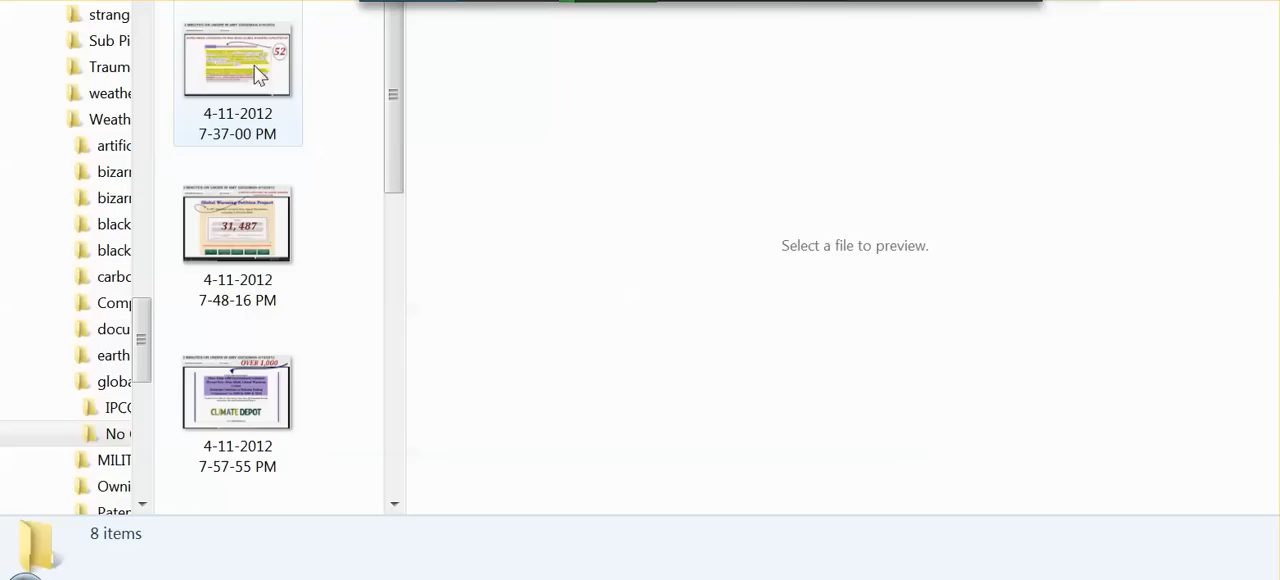 strang
Sub Pi
Traum
weathe
Weath
artific
bizarr
bizarr
black
black
carbo
Comp
docu
earth
globa
IPCC
No
MILIT
Owni
Paten
52
4-11-2012
7-37-00 PM
Global Warming Petition Project
31,487
4-11-2012
7-48-16 PM
OVER 1,000
CLIMATE DEPOT
4-11-2012
7-57-55 PM
Select a file to preview.
8 items